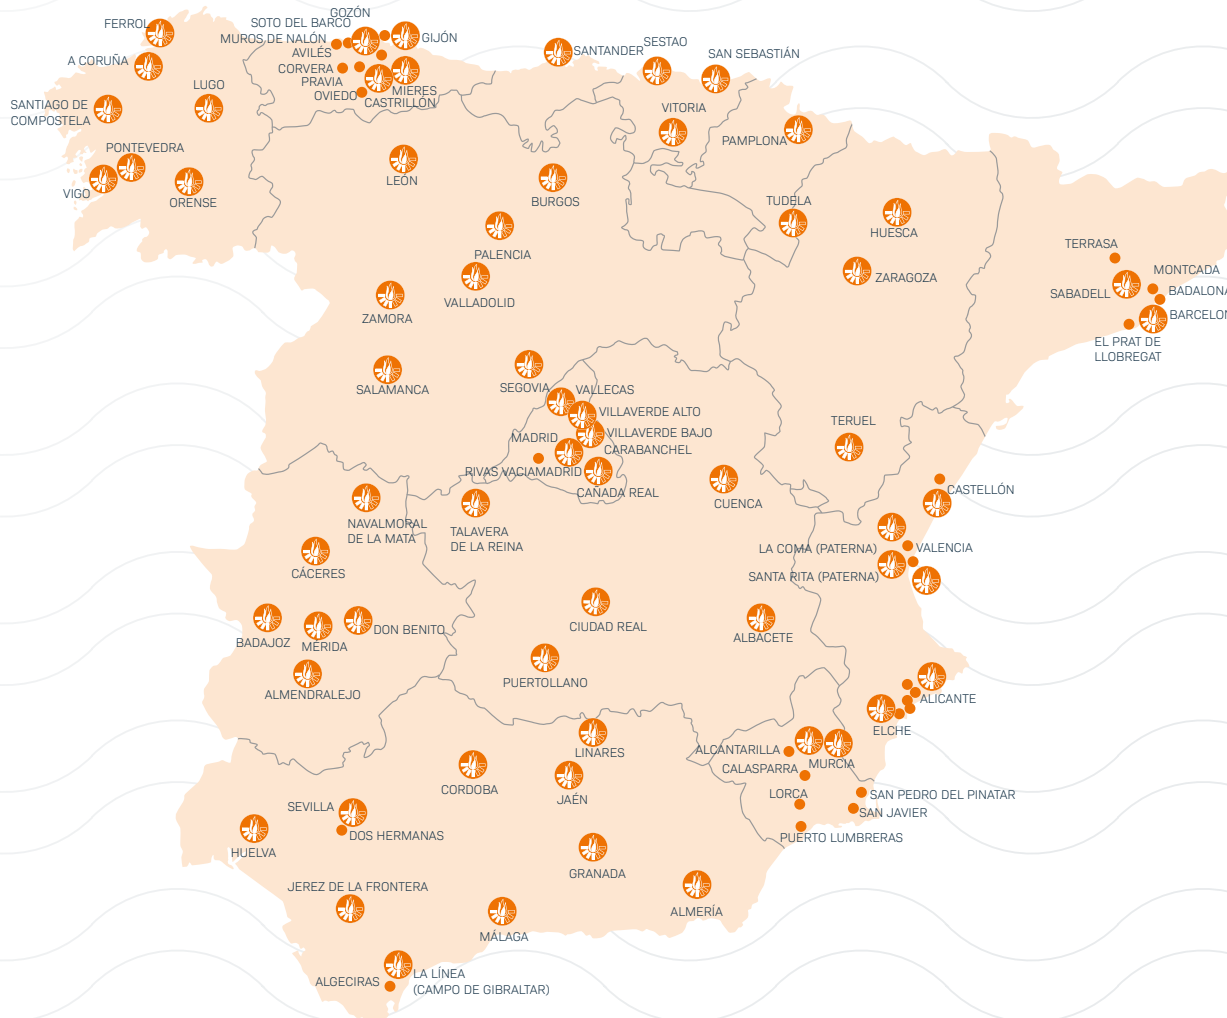 GOZÓN
FERROL
SOTO DEL BARCO
MUROS DE NALÓN
GIJÓN
SESTAO
AVILÉS
SANTANDER
SAN SEBASTIÁN
A CORUÑA
CORVERA
PRAVIA
LUGO
MIERES
OVIEDO
CASTRILLÓN
SANTIAGO DE
COMPOSTELA
VITORIA
PONTEVEDRA
PAMPLONA
LEÓN
VIGO
ORENSE
BURGOS
TUDELA
HUESCA
TERRASA
PALENCIA
MONTCADA
ZARAGOZA
SABADELL
BADALONA
VALLADOLID
ZAMORA
BARCELON
EL PRAT DE
LLOBREGAT
SALAMANCA
SEGOVIA
VALLECAS
VILLAVERDE ALTO
TERUEL
VILLAVERDE BAJO
MADRID
CARABANCHEL
RIVAS VACIAMADRID
CAÑADA REAL
CUENCA
CASTELLÓN
NAVALMORAL
DE LA MATA
TALAVERA
DE LA REINA
LA COMA (PATERNA)
VALENCIA
CÁCERES
SANTA RITA (PATERNA)
CIUDAD REAL
DON BENITO
ALBACETE
BADAJOZ
MÉRIDA
PUERTOLLANO
ALMENDRALEJO
ALICANTE
ELCHE
LINARES
ALCANTARILLA
MURCIA
CALASPARRA
CORDOBA
JAÉN
LORCA
SAN PEDRO DEL PINATAR
SEVILLA
SAN JAVIER
DOS HERMANAS
PUERTO LUMBRERAS
HUELVA
GRANADA
JEREZ DE LA FRONTERA
ALMERÍA
MÁLAGA
ALGECIRAS
LA LÍNEA
(CAMPO DE GIBRALTAR)